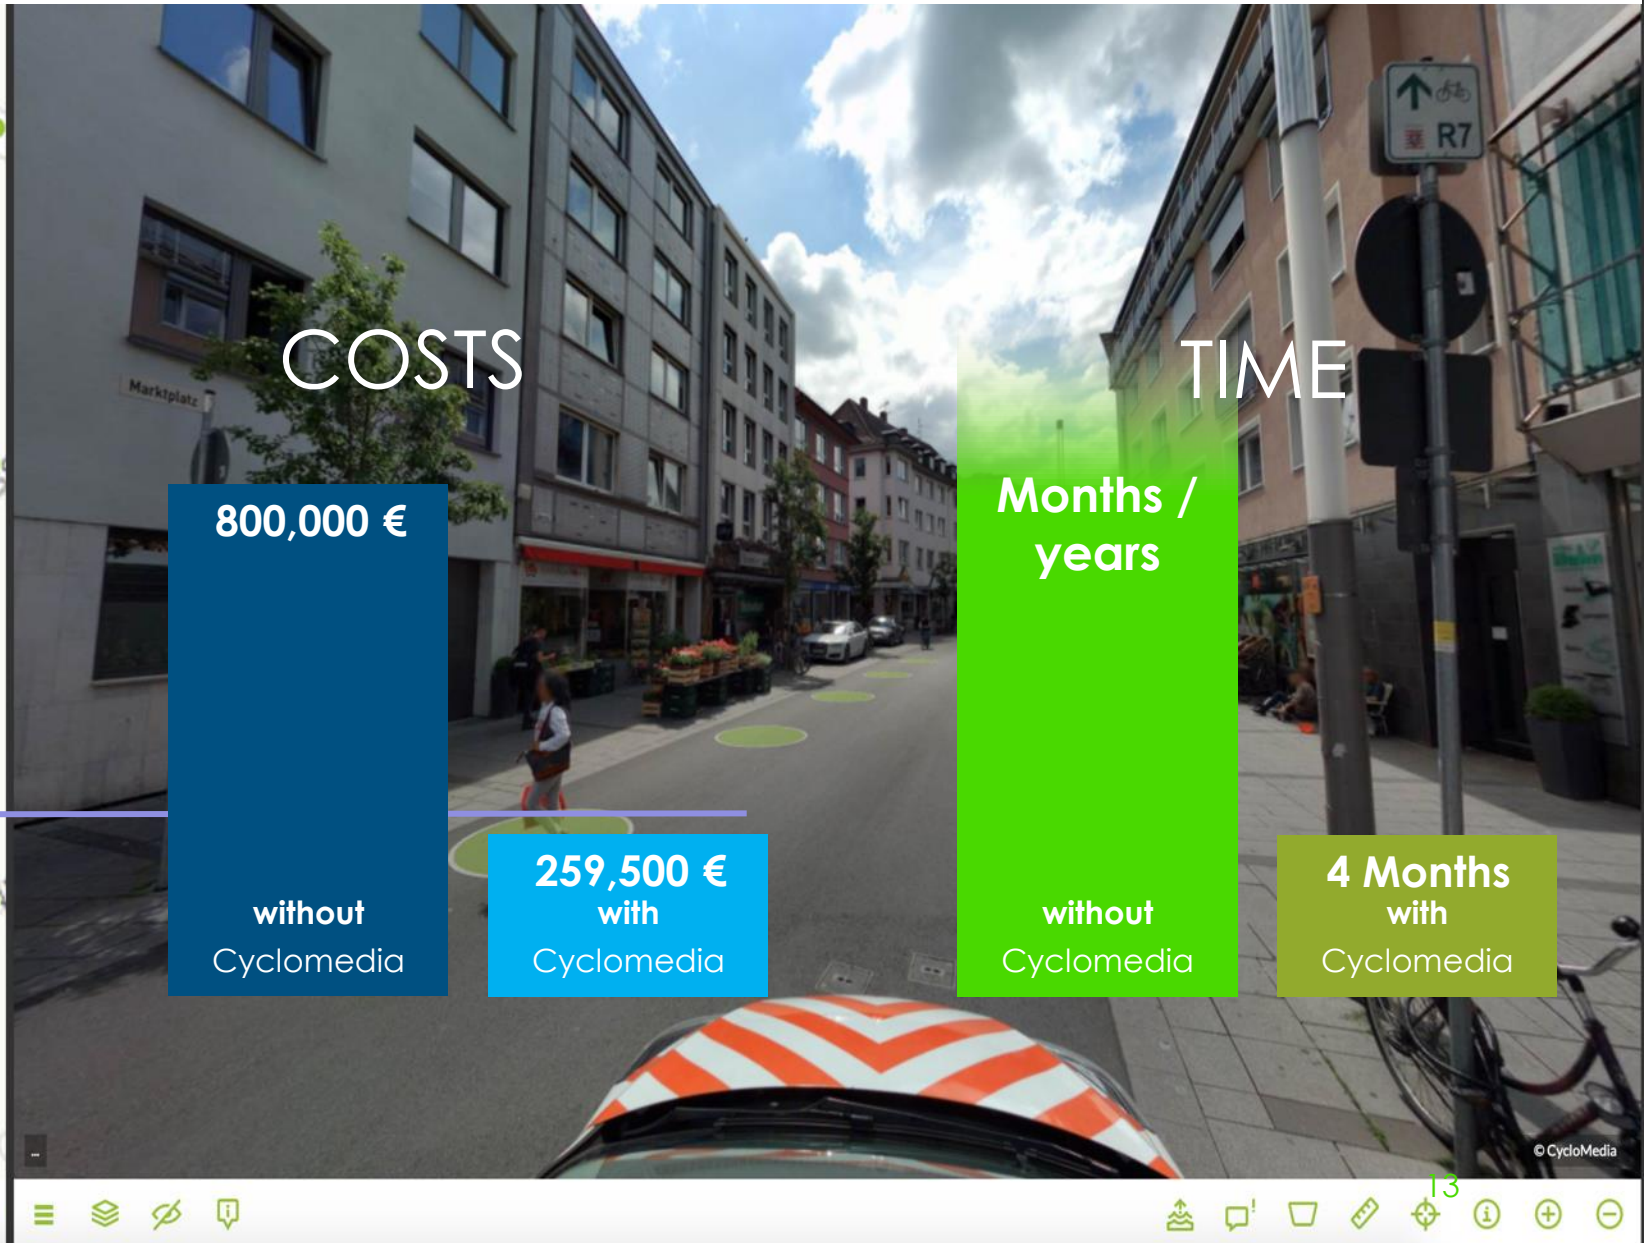 R7
COSTS
TIME
Marktplatz
800,000 €
Months /
years
without
Cyclomedia
259,500 €
with
Cyclomedia
without
Cyclomedia
4 Months
with
Cyclomedia
© CycloMedia
13